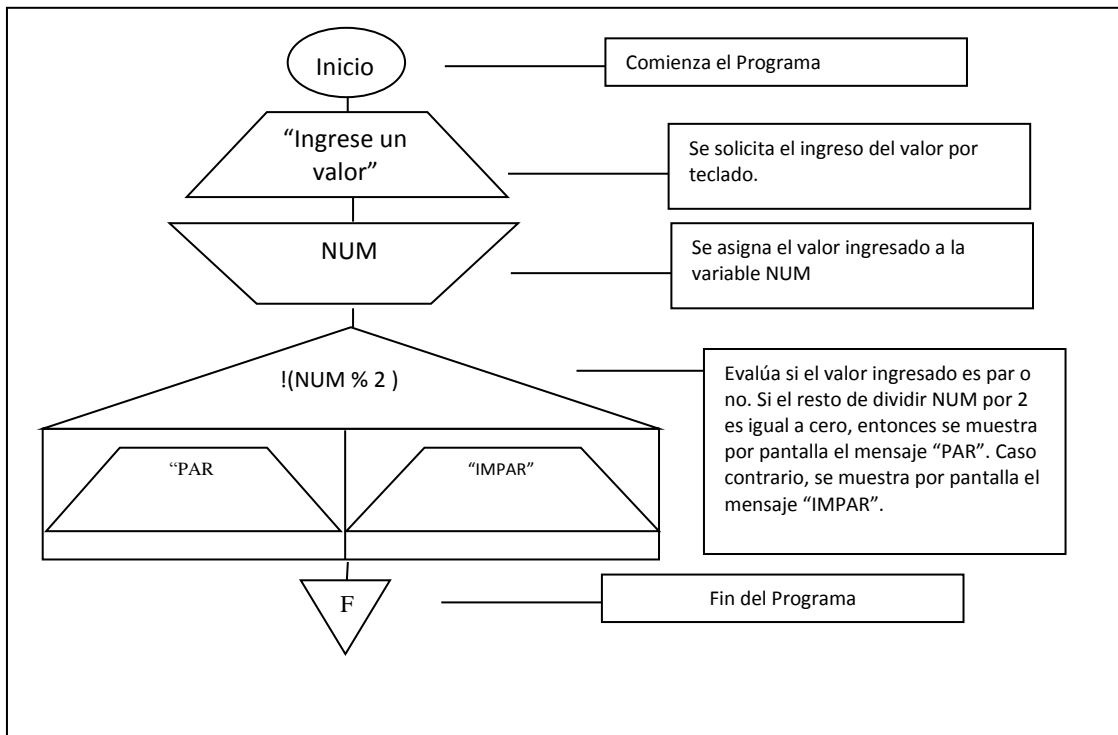 Inicio
Comienza el Programa
“Ingrese un
valor”
Se solicita el ingreso del valor por
teclado.
NUM
Se asigna el valor ingresado a la
variable NUM
!(NUM % 2 )
Evalúa si el valor ingresado es par o
no. Si el resto de dividir NUM por 2
es igual a cero, entonces se muestra
por pantalla el mensaje “PAR”. Caso
contrario, se muestra por pantalla el
mensaje “IMPAR”.
“PAR
“IMPAR”
F
Fin del Programa